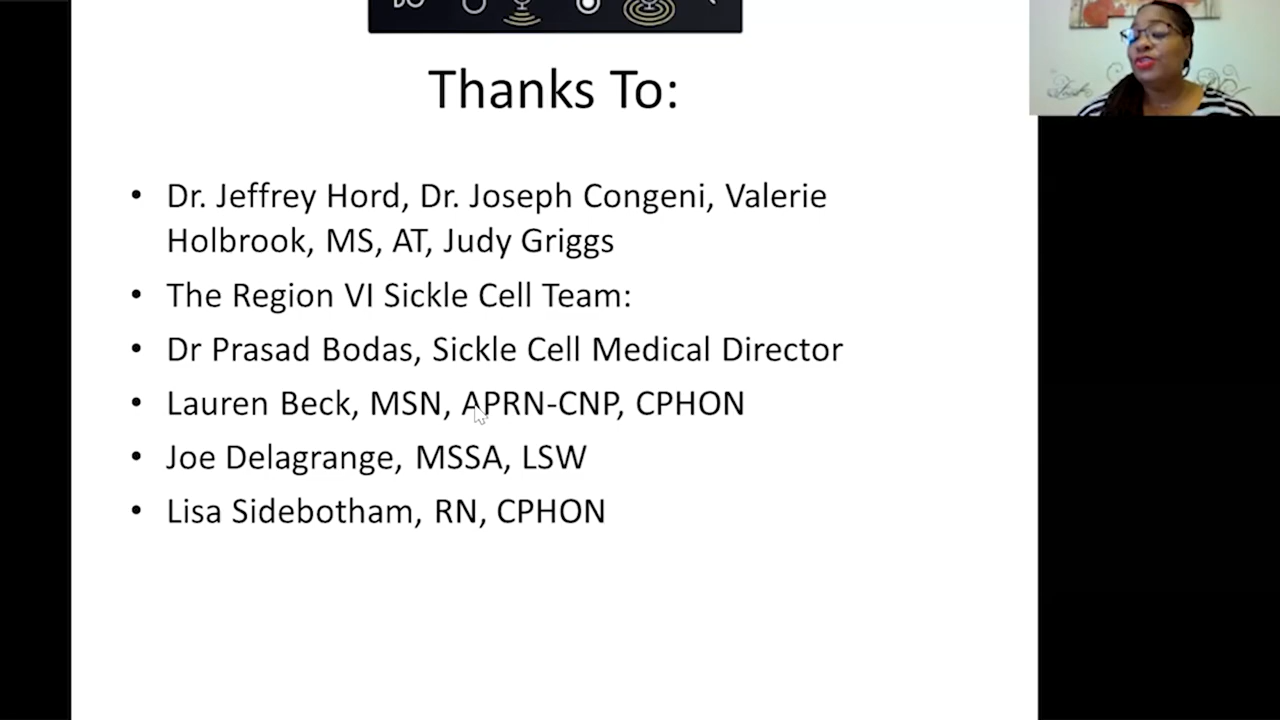 Thanks To:
• Dr. Jeffrey Hord, Dr. Joseph Congeni, Valerie
Holbrook, MS, AT, Judy Griggs
• The Region VI Sickle Cell Team:
• Dr Prasad Bodas, Sickle Cell Medical Director
• Lauren Beck, MSN, APRN-CNP, CPHON
• Joe Delagrange, MSSA, LSW
• Lisa Sidebotham, RN, CPHON